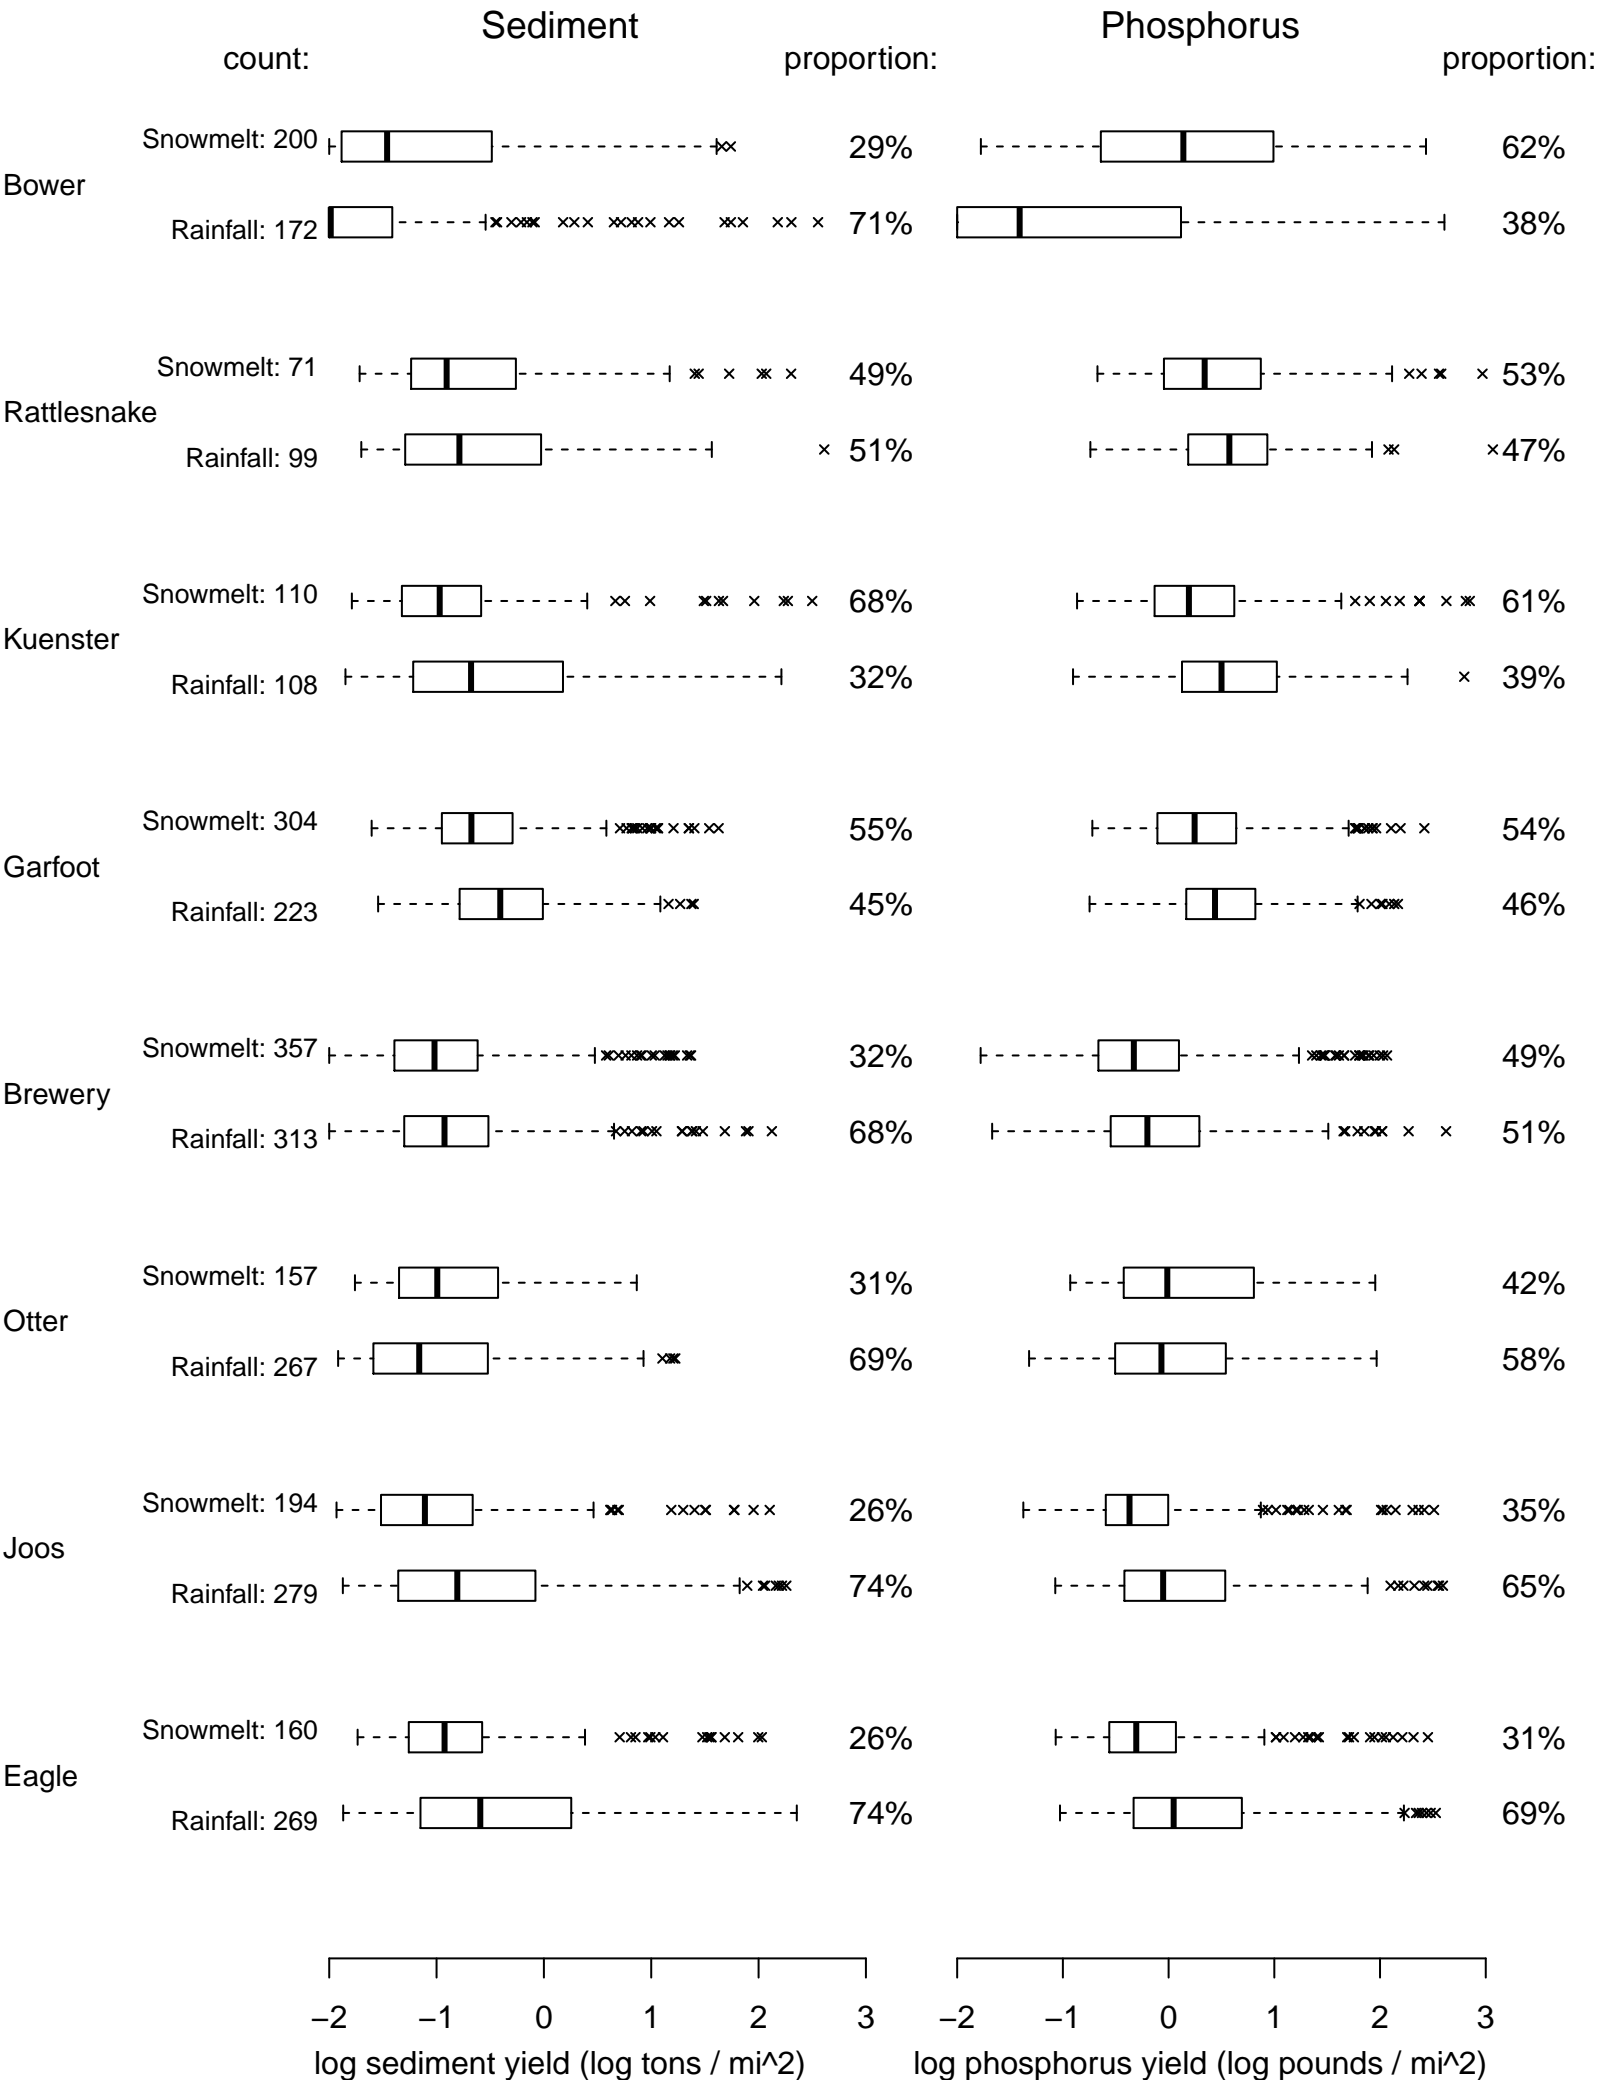 Sediment Phosphorus
count: proportion: proportion:
Snowmelt: 200 29% 62%
Bower
Rainfall: 172 71% 38%
Snowmelt: 71 49% 53%
Rattlesnake
Rainfall: 99 51% 47%
Snowmelt: 110 68% 61%
Kuenster
Rainfall: 108 32% 39%
Snowmelt: 304 55% 54%
Garfoot
Rainfall: 223 45% 46%
Snowmelt: 357 32% 49%
Brewery
Rainfall: 313 68% 51%
Snowmelt: 157 31% 42%
Otter
Rainfall: 267 69% 58%
Snowmelt: 194 26% 35%
Joos
Rainfall: 279 74% 65%
Snowmelt: 160 26% 31%
Eagle
Rainfall: 269 74% 69%
−2 −1 0 1 2 3 −2 −1 0 1 2 3
log sediment yield (log tons / mi^2) log phosphorus yield (log pounds / mi^2)